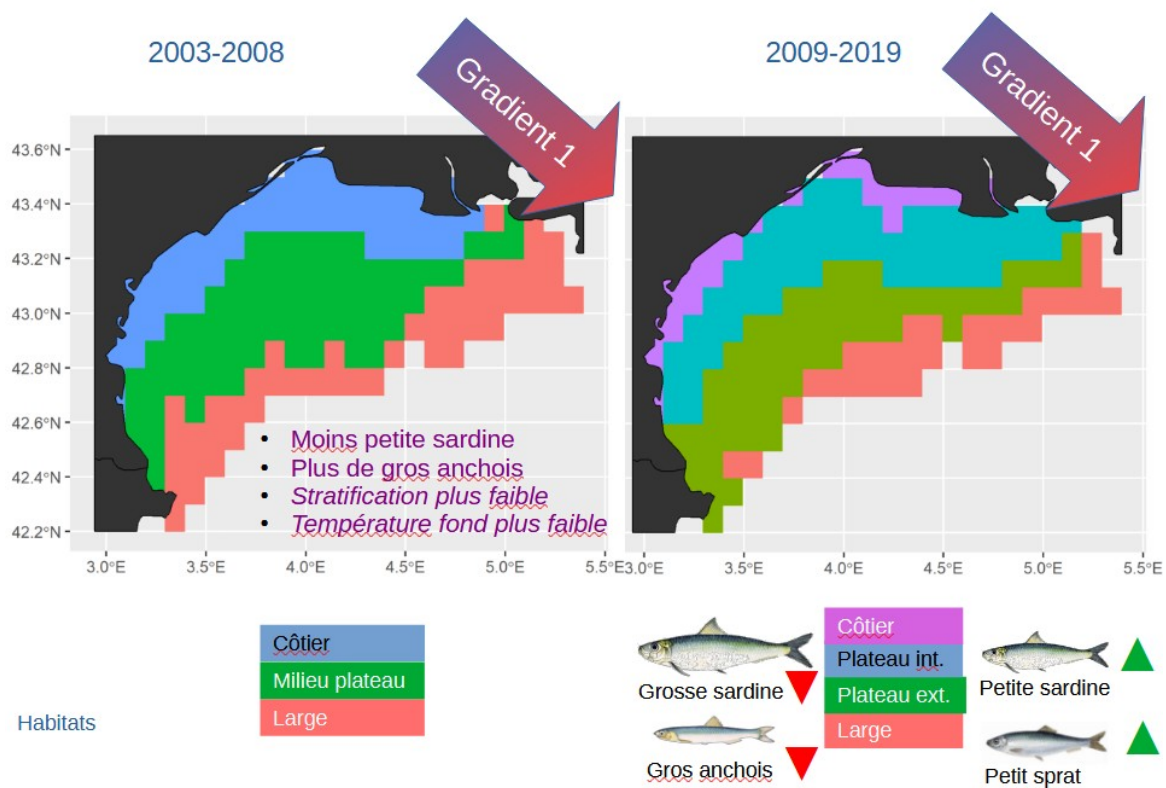 2003-2008
2009-2019
Gradient 1
Gradient 1
43.6°N
43.4°N
43.2°N
43.0°N
42.8°N
42.6°N
42.4°N
42.2°N
• Moins petite sardine
• Plus de gros anchois
• Stratification plus faible
• Température fond plus faible
3.0°E 3.5°E 4.0°E 4.5°E 5.0°E 5.5°E
3.0°E 3.5°E 4.0°E 4.5°E 5.0°E 5.5°E
Habitats
Côtier
Milieu plateau
Large
Grosse sardine
Gros anchois
Côtier
Plateau int.
Plateau ext.
Large
Petite sardine
Petit sprat